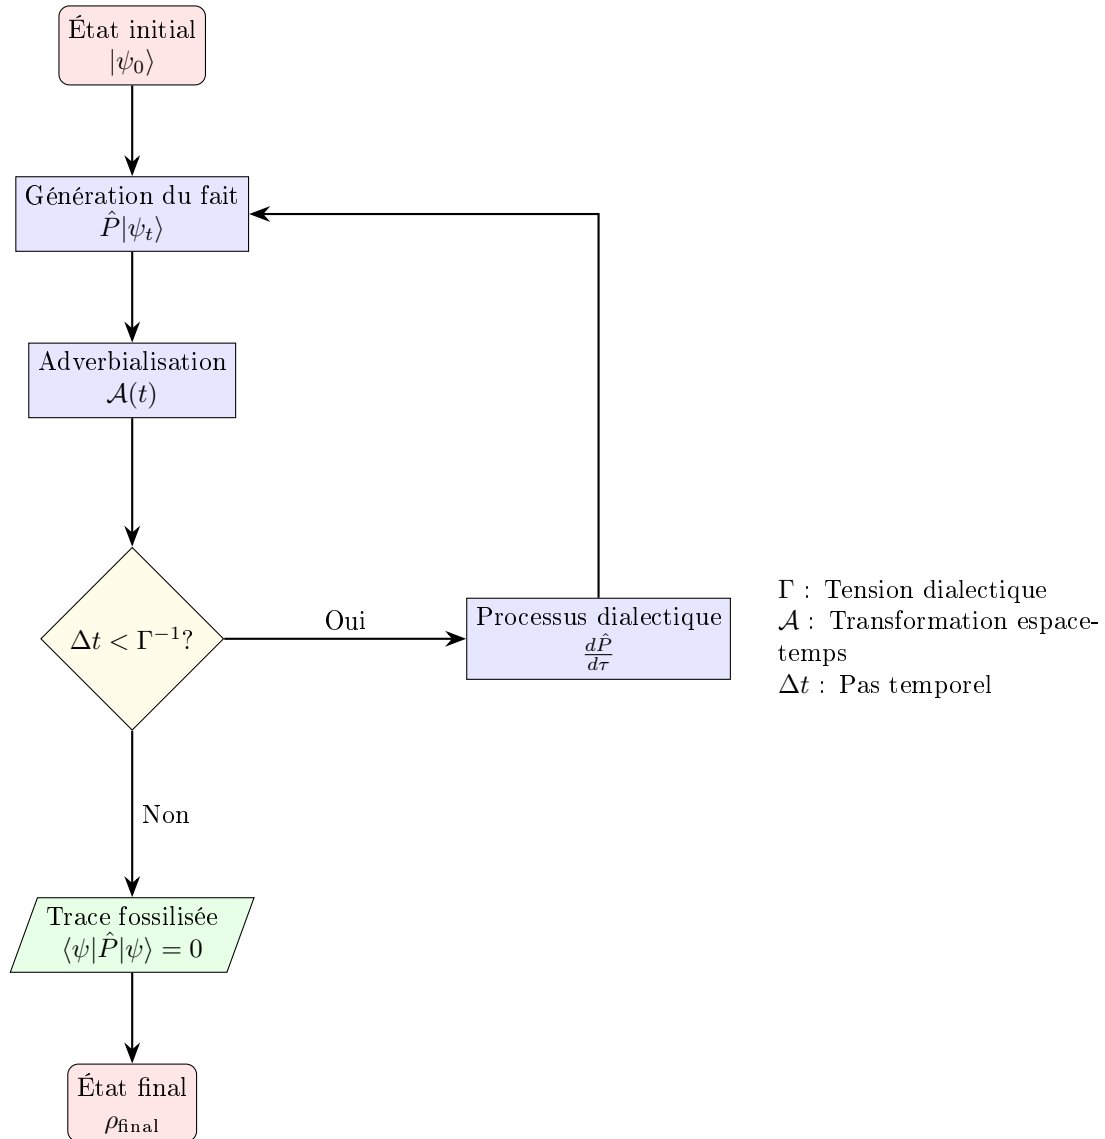 État initial
|ψ₀⟩
Génération du fait
P̂|ψₜ⟩
Adverbialisation
𝒜(t)
Δt < Γ⁻¹?
Oui
Processus dialectique
dP̂
dτ
Γ : Tension dialectique
𝒜 : Transformation espace-
temps
Δt : Pas temporel
Non
Trace fossilisée
⟨ψ|P̂|ψ⟩ = 0
État final
ρfinal